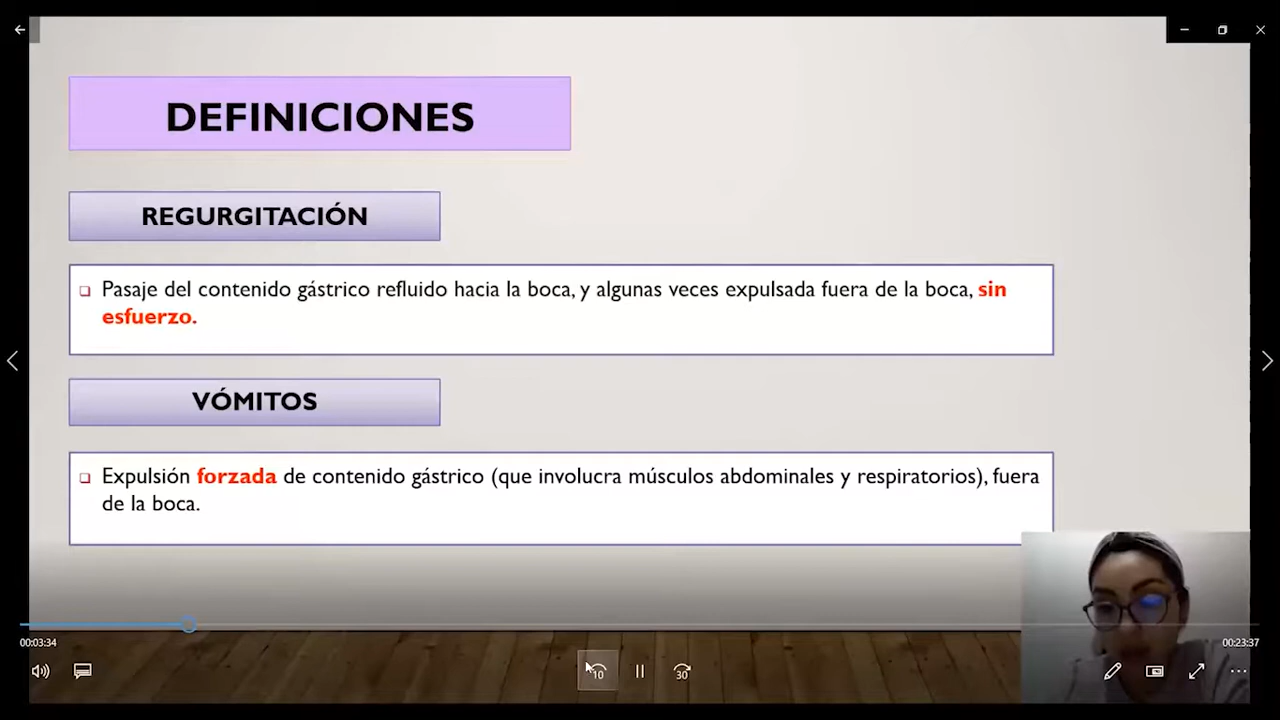 DEFINICIONES
REGURGITACIÓN
Pasaje del contenido gástrico refluido hacia la boca, y algunas veces expulsada fuera de la boca, sin
esfuerzo.
VÓMITOS
Expulsión forzada de contenido gástrico (que involucra músculos abdominales y respiratorios), fuera
de la boca.
00:03:34
00:23:37
10
30